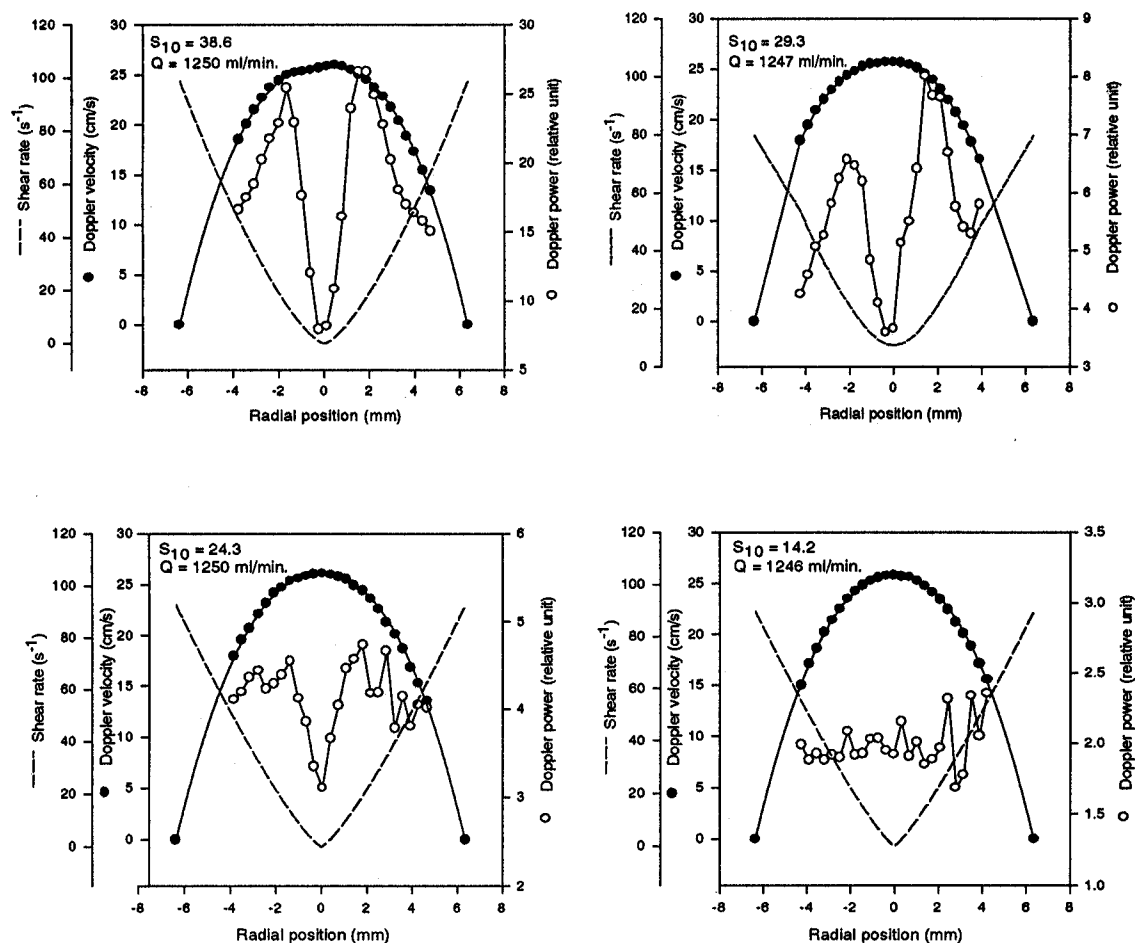 S10 = 38.6
Q = 1250 ml/min.
Shear rate (s-1)
Doppler velocity (cm/s)
Doppler power (relative unit)
120
100
80
60
40
20
0
30
25
20
15
10
5
0
30
25
20
15
10
5
-8 -6 -4 -2 0 2 4 6 8
Radial position (mm)
S10 = 29.3
Q = 1247 ml/min.
Shear rate (s-1)
Doppler velocity (cm/s)
Doppler power (relative unit)
120
100
80
60
40
20
0
30
25
20
15
10
5
0
9
8
7
6
5
4
3
-8 -6 -4 -2 0 2 4 6 8
Radial position (mm)
S10 = 24.3
Q = 1250 ml/min.
Shear rate (s-1)
Doppler velocity (cm/s)
Doppler power (relative unit)
120
100
80
60
40
20
0
30
25
20
15
10
5
0
6
5
4
3
2
-8 -6 -4 -2 0 2 4 6 8
Radial position (mm)
S10 = 14.2
Q = 1246 ml/min.
Shear rate (s-1)
Doppler velocity (cm/s)
Doppler power (relative unit)
120
100
80
60
40
20
0
30
25
20
15
10
5
0
3.5
3.0
2.5
2.0
1.5
1.0
-8 -6 -4 -2 0 2 4 6 8
Radial position (mm)